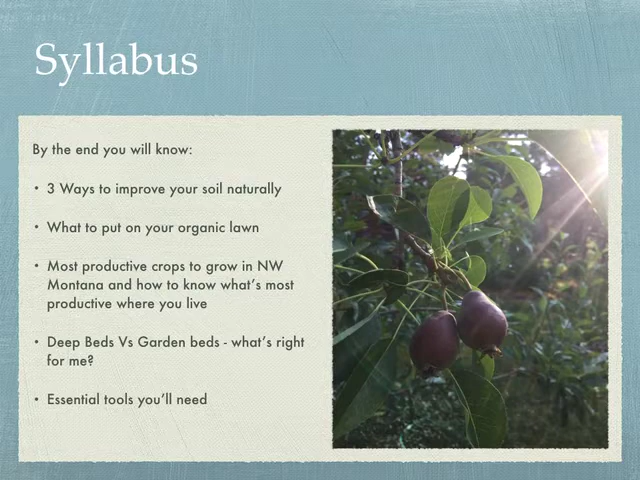 Syllabus
By the end you will know:
• 3 Ways to improve your soil naturally
• What to put on your organic lawn
• Most productive crops to grow in NW
Montana and how to know what’s most
productive where you live
• Deep Beds Vs Garden beds - what’s right
for me?
• Essential tools you’ll need